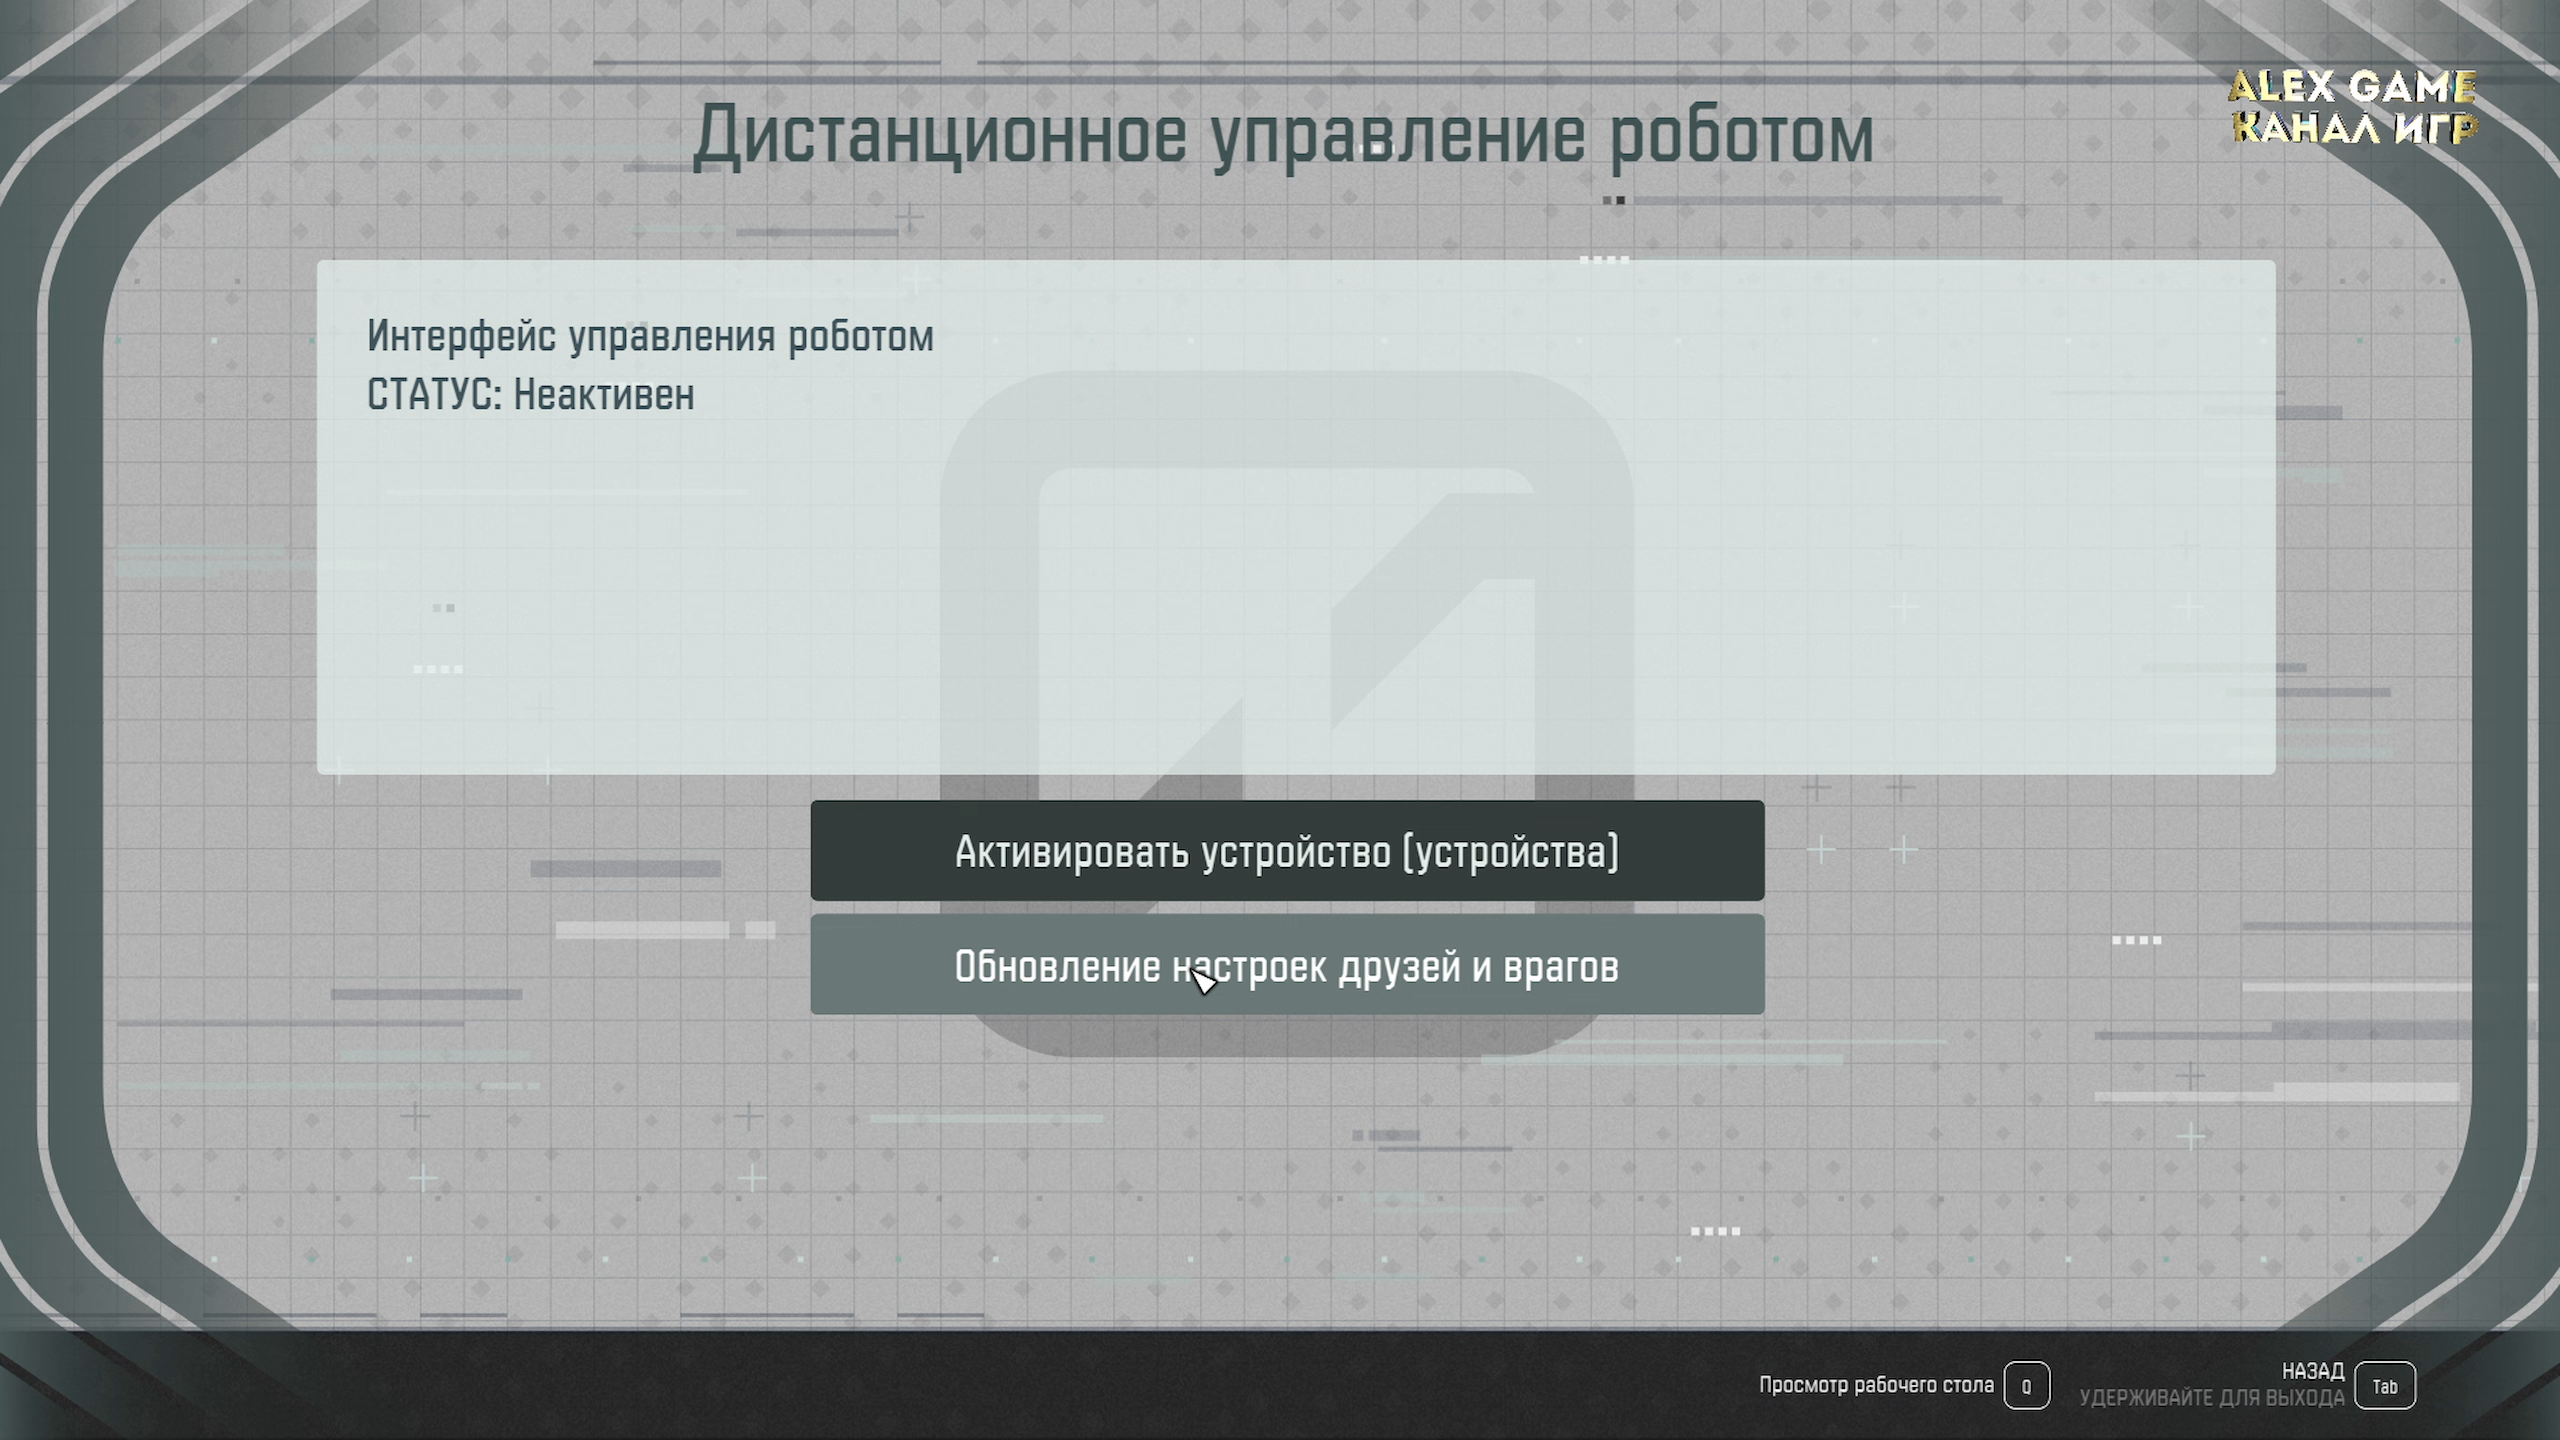 ALEX GAME
КАНАЛ ИГР
Дистанционное управление роботом
Интерфейс управления роботом
СТАТУС: Неактивен
Активировать устройство (устройства)
Обновление настроек друзей и врагов
Просмотр рабочего стола Q
НАЗАД
УДЕРЖИВАЙТЕ ДЛЯ ВЫХОДА Tab